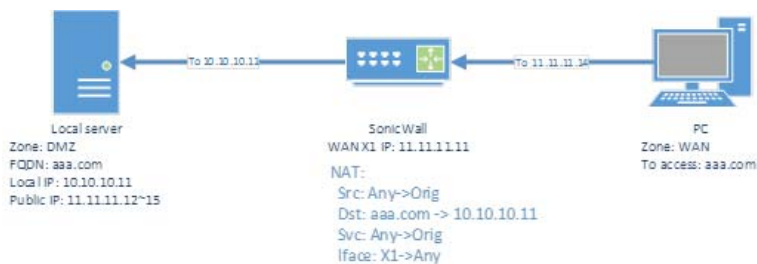 To 10.10.10.11
To 11.11.11.14
Local server
Zone: DMZ
FQDN: aaa.com
Local IP: 10.10.10.11
Public IP: 11.11.11.12~15
SonicWall
WAN X1 IP: 11.11.11.11
NAT:
Src: Any->Orig
Dst: aaa.com -> 10.10.10.11
Svc: Any->Orig
Iface: X1->Any
PC
Zone: WAN
To access: aaa.com